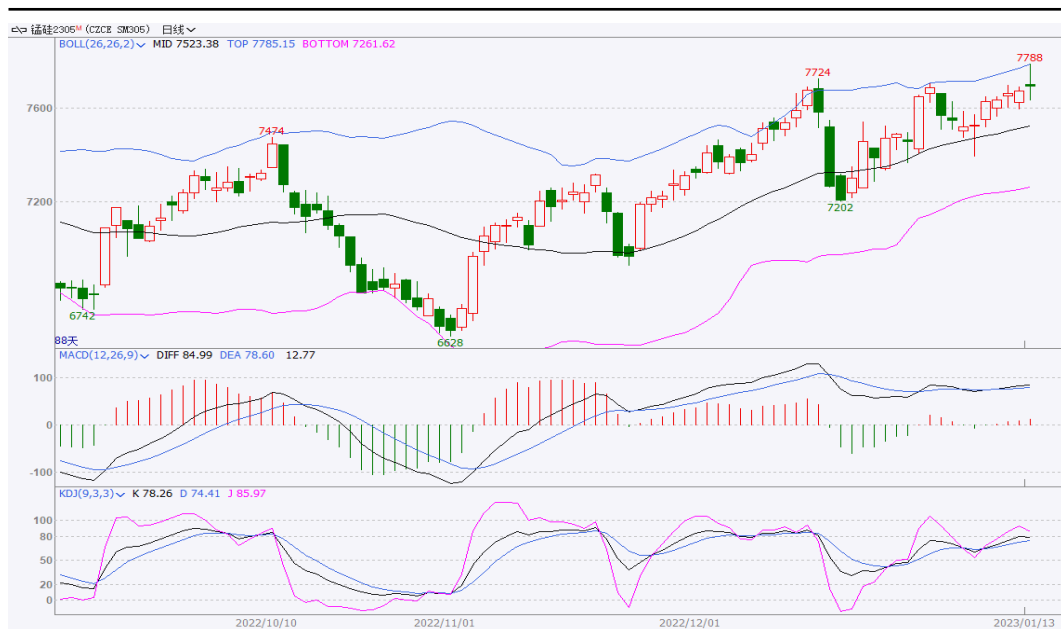 锰硅2305M (CZCE SM305) 日线
BOLL(26,26,2) MID 7523.38 TOP 7785.15 BOTTOM 7261.62
7788
7724
7600
7474
7200
7202
6742
6628
88天
MACD(12,26,9) DIFF 84.99 DEA 78.60 12.77
100
0
-100
KDJ(9,3,3) K 78.26 D 74.41 J 85.97
100
80
50
20
0
2022/10/10 2022/11/01 2022/12/01 2023/01/13